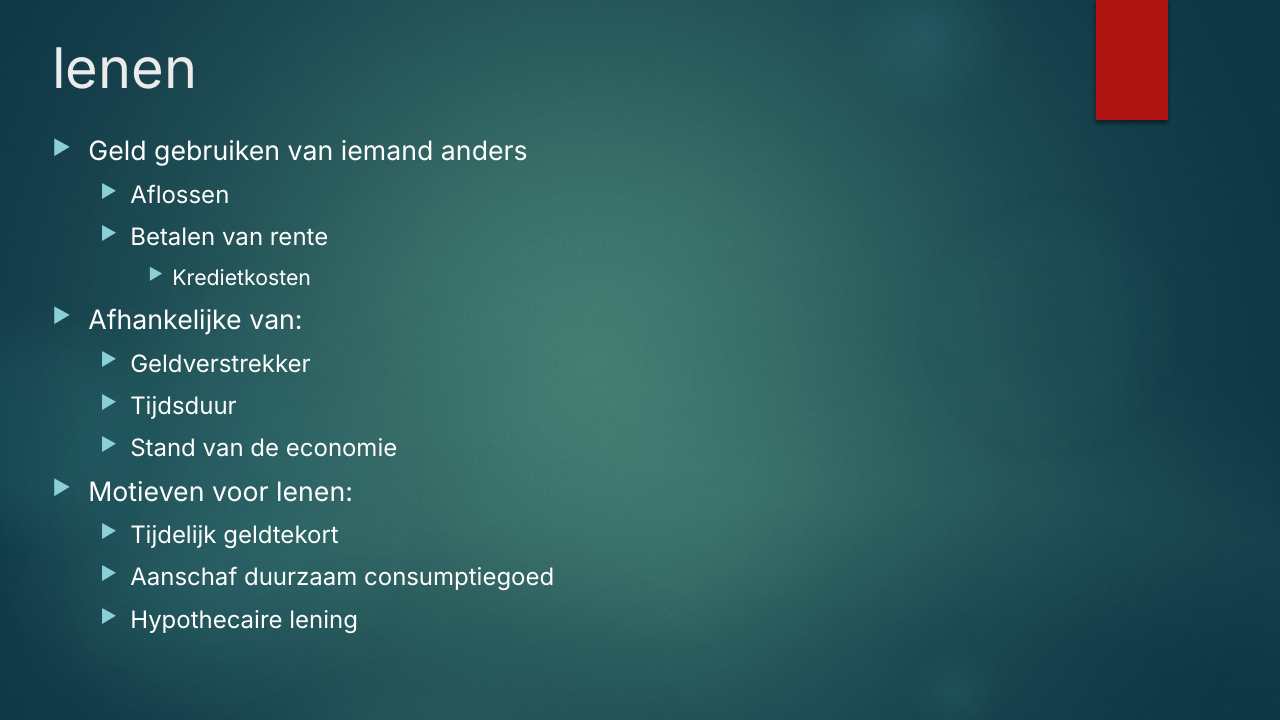 lenen
Geld gebruiken van iemand anders
Aflossen
Betalen van rente
Kredietkosten
Afhankelijke van:
Geldverstrekker
Tijdsduur
Stand van de economie
Motieven voor lenen:
Tijdelijk geldtekort
Aanschaf duurzaam consumptiegoed
Hypothecaire lening